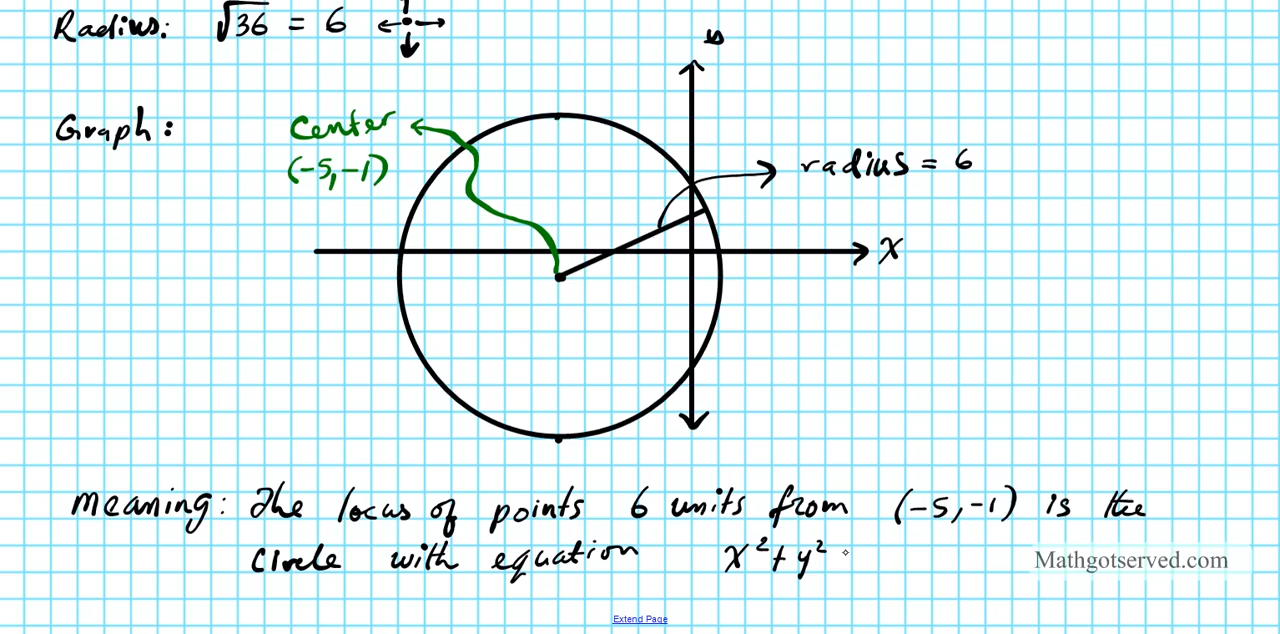 Radius: √36 = 6
y
Graph:
Center
(-5,-1)
radius = 6
x
meaning: The locus of points 6 units from (-5,-1) is the
Circle with equation x²+y²
Mathgotserved.com
Extend Page